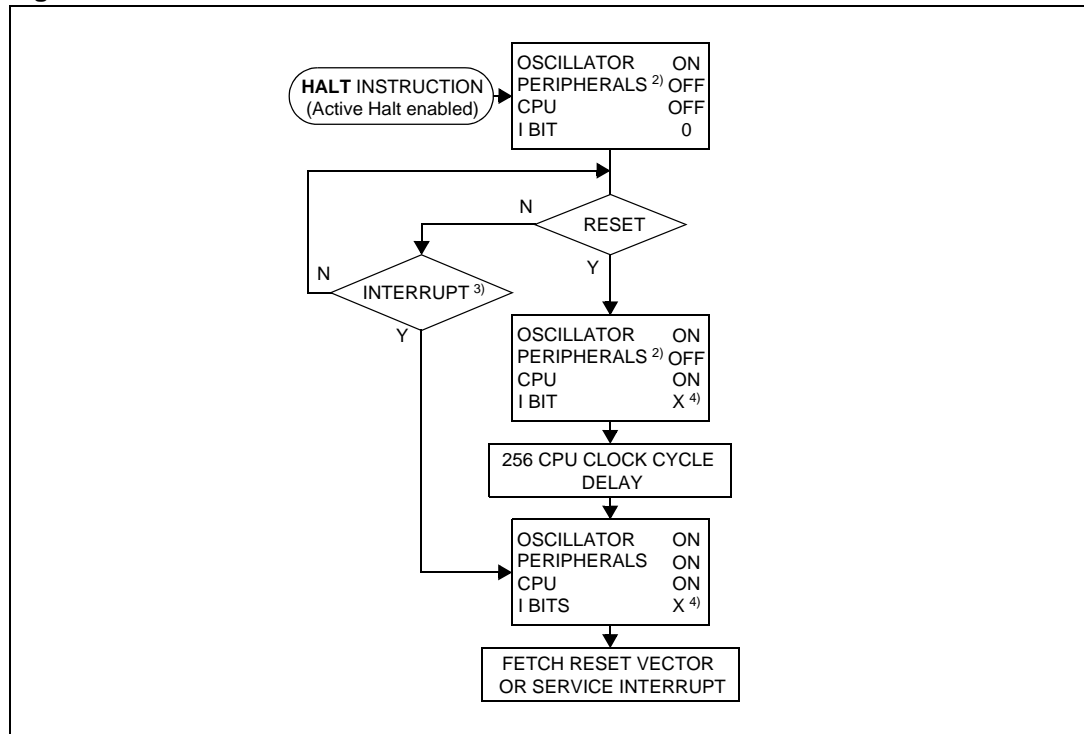 HALT INSTRUCTION
(Active Halt enabled)
OSCILLATOR ON
PERIPHERALS 2) OFF
CPU OFF
I BIT 0
N
RESET
Y
N
INTERRUPT 3)
Y
OSCILLATOR ON
PERIPHERALS 2) OFF
CPU ON
I BIT X 4)
256 CPU CLOCK CYCLE
DELAY
OSCILLATOR ON
PERIPHERALS ON
CPU ON
I BITS X 4)
FETCH RESET VECTOR
OR SERVICE INTERRUPT